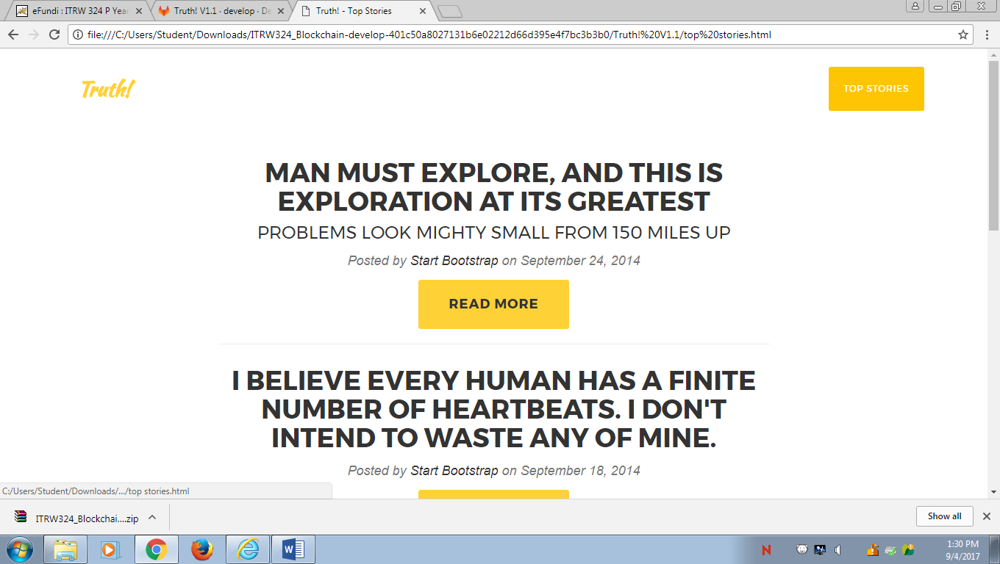 eFundi : ITRW 324 P Year
Truth! V1.1 · develop · De
Truth! - Top Stories
file:///C:/Users/Student/Downloads/ITRW324_Blockchain-develop-401c50a8027131b6e02212d66d395e4f7bc3b3b0/Truth!%20V1.1/top%20stories.html
Truth!
TOP STORIES
MAN MUST EXPLORE, AND THIS IS
EXPLORATION AT ITS GREATEST
PROBLEMS LOOK MIGHTY SMALL FROM 150 MILES UP
Posted by Start Bootstrap on September 24, 2014
READ MORE
I BELIEVE EVERY HUMAN HAS A FINITE
NUMBER OF HEARTBEATS. I DON'T
INTEND TO WASTE ANY OF MINE.
Posted by Start Bootstrap on September 18, 2014
C:/Users/Student/Downloads/.../top stories.html
ITRW324_Blockchai....zip
Show all
1:30 PM
9/4/2017